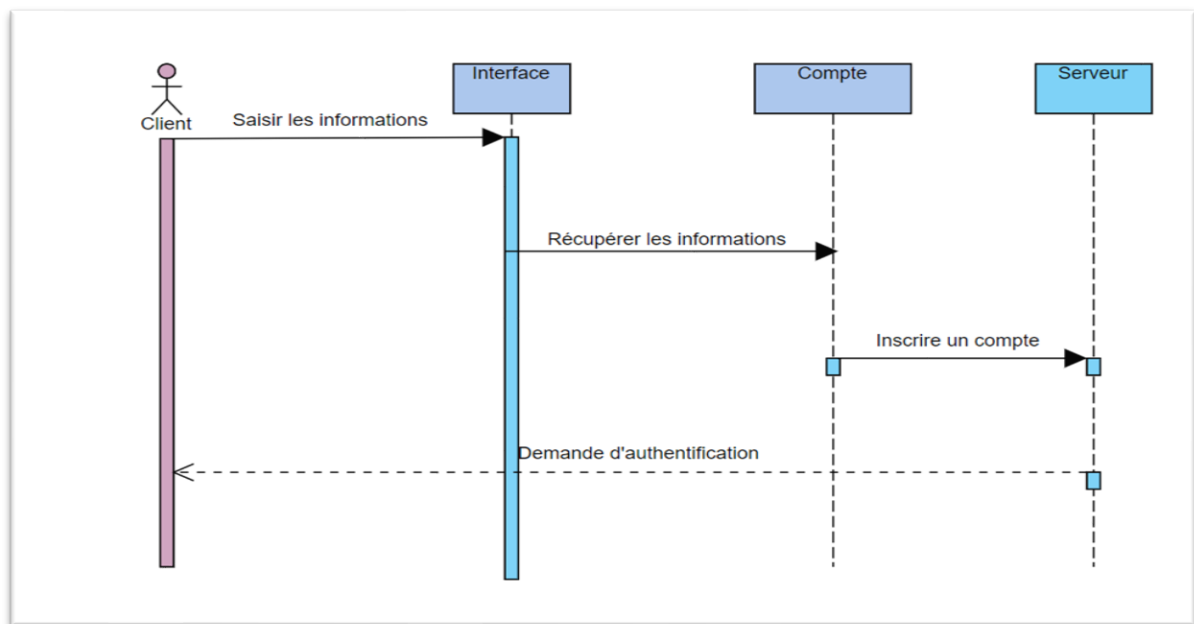 Interface
Compte
Serveur
Client
Saisir les informations
Récupérer les informations
Inscrire un compte
Demande d'authentification